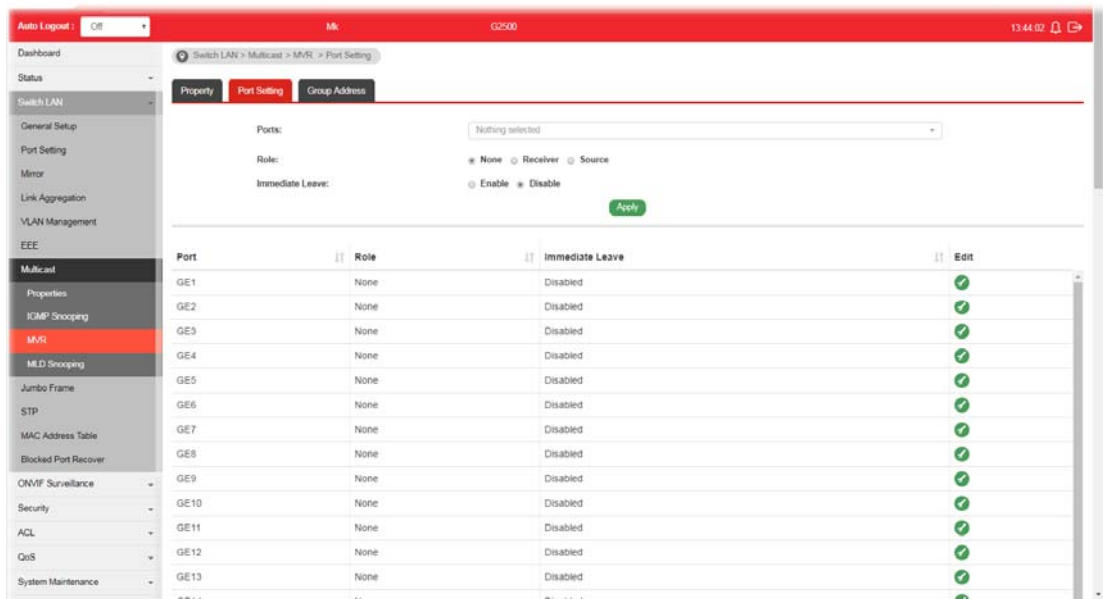 Auto Logout : Off Mk G2500 13:44:02
Dashboard
Status
Switch LAN
General Setup
Port Setting
Mirror
Link Aggregation
VLAN Management
EEE
Multicast
Properties
IGMP Snooping
MVR
MLD Snooping
Jumbo Frame
STP
MAC Address Table
Blocked Port Recover
ONVIF Surveillance
Security
ACL
QoS
System Maintenance
Switch LAN > Multicast > MVR > Port Setting
Property Port Setting Group Address
Ports: Nothing selected
Role: None Receiver Source
Immediate Leave: Enable Disable
Apply
Port Role Immediate Leave Edit
GE1 None Disabled
GE2 None Disabled
GE3 None Disabled
GE4 None Disabled
GE5 None Disabled
GE6 None Disabled
GE7 None Disabled
GE8 None Disabled
GE9 None Disabled
GE10 None Disabled
GE11 None Disabled
GE12 None Disabled
GE13 None Disabled